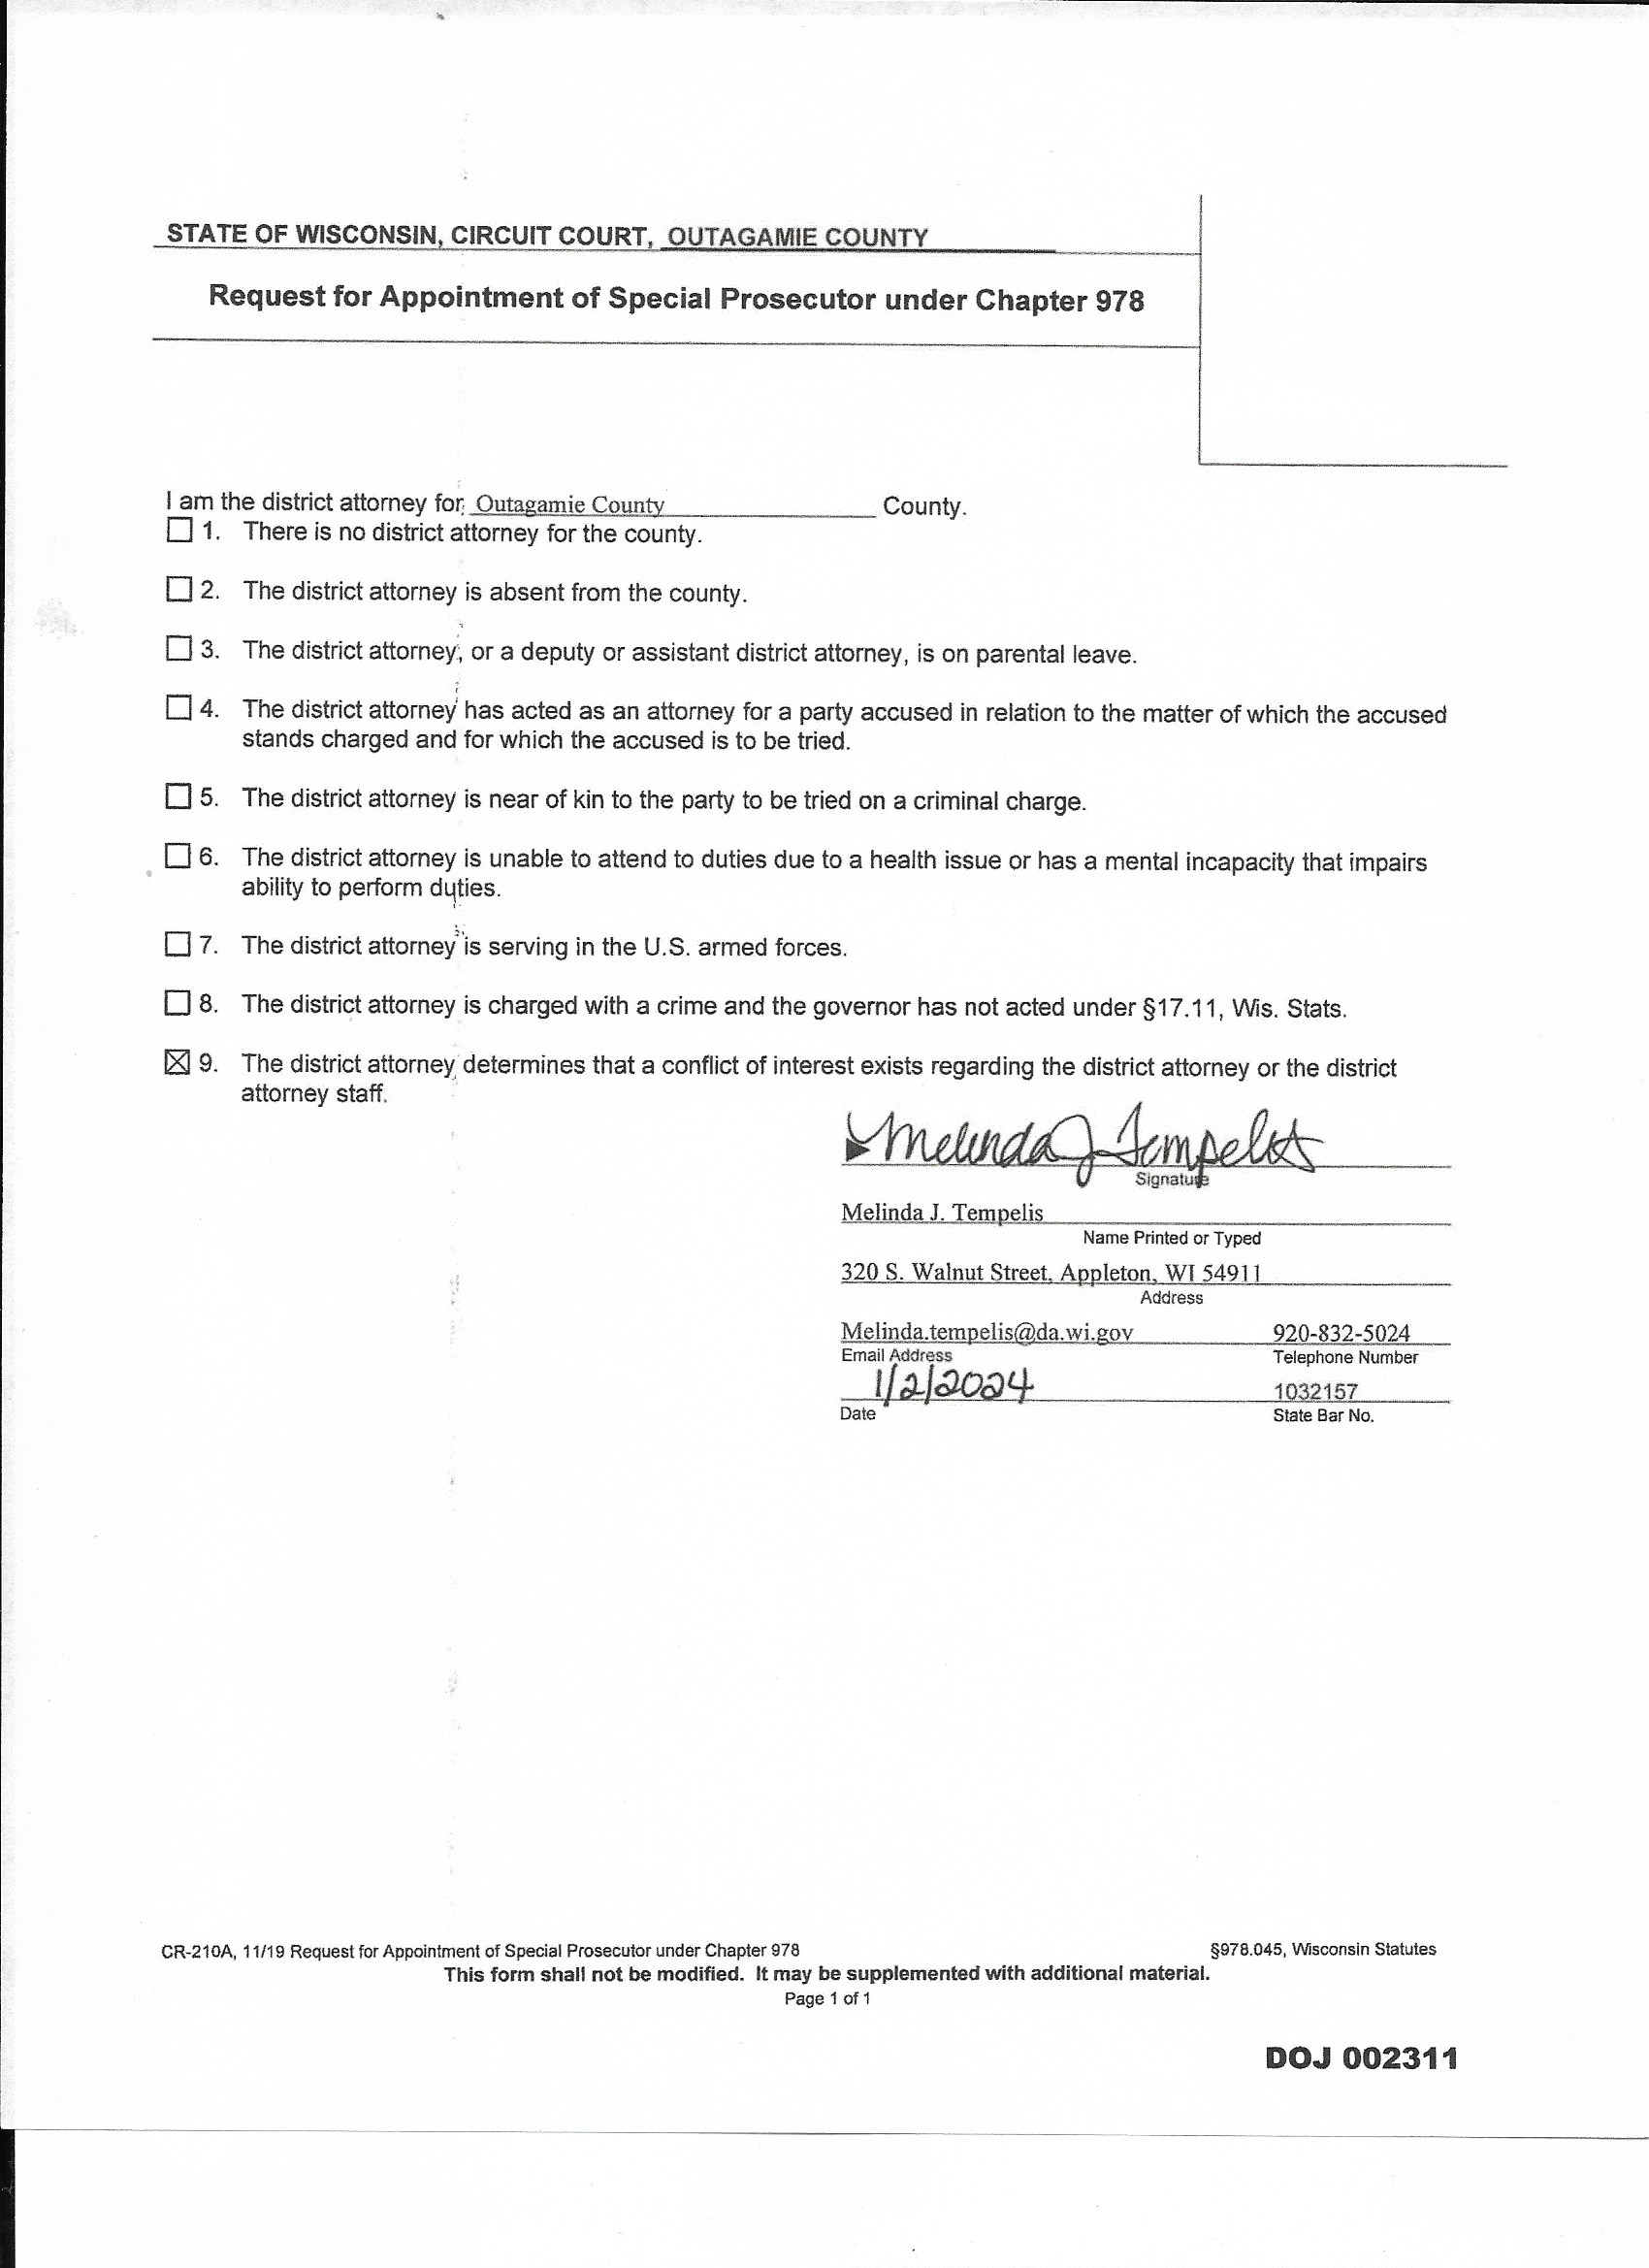 STATE OF WISCONSIN, CIRCUIT COURT, OUTAGAMIE COUNTY
Request for Appointment of Special Prosecutor under Chapter 978
I am the district attorney for Outagamie County County.
☐ 1. There is no district attorney for the county.
☐ 2. The district attorney is absent from the county.
☐ 3. The district attorney, or a deputy or assistant district attorney, is on parental leave.
☐ 4. The district attorney has acted as an attorney for a party accused in relation to the matter of which the accused
stands charged and for which the accused is to be tried.
☐ 5. The district attorney is near of kin to the party to be tried on a criminal charge.
☐ 6. The district attorney is unable to attend to duties due to a health issue or has a mental incapacity that impairs
ability to perform duties.
☐ 7. The district attorney is serving in the U.S. armed forces.
☐ 8. The district attorney is charged with a crime and the governor has not acted under §17.11, Wis. Stats.
☒ 9. The district attorney determines that a conflict of interest exists regarding the district attorney or the district
attorney staff.
Melinda J Tempelis
Signature
Melinda J. Tempelis
Name Printed or Typed
320 S. Walnut Street, Appleton, WI 54911
Address
Melinda.tempelis@da.wi.gov 920-832-5024
Email Address Telephone Number
1/2/2024 1032157
Date State Bar No.
CR-210A, 11/19 Request for Appointment of Special Prosecutor under Chapter 978 §978.045, Wisconsin Statutes
This form shall not be modified. It may be supplemented with additional material.
Page 1 of 1
DOJ 002311